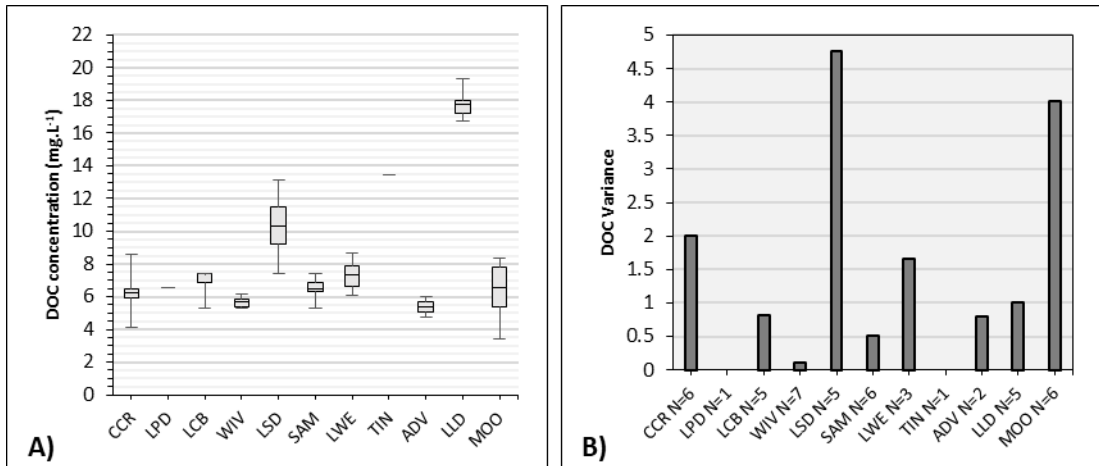 DOC concentration (mg.L-1)
22
20
18
16
14
12
10
8
6
4
2
0
CCR
LPD
LCB
WIV
LSD
SAM
LWE
TIN
ADV
LLD
MOO
A)
DOC Variance
5
4.5
4
3.5
3
2.5
2
1.5
1
0.5
0
CCR N=6
LPD N=1
LCB N=5
WIV N=7
LSD N=5
SAM N=6
LWE N=3
TIN N=1
ADV N=2
LLD N=5
MOO N=6
B)